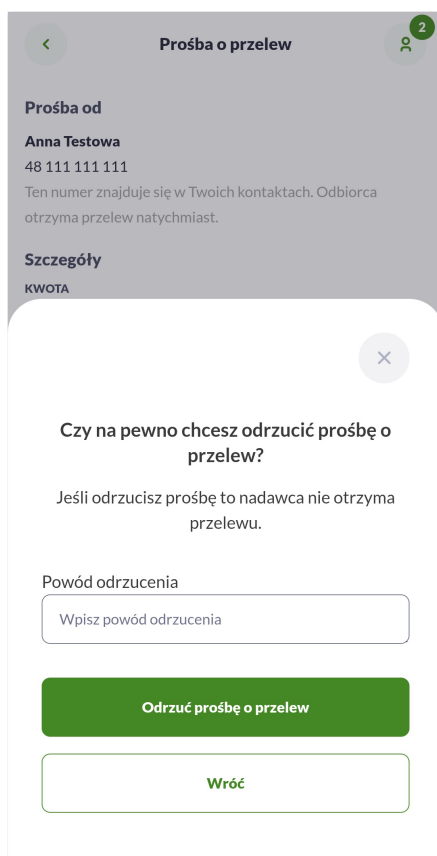 Prośba o przelew
2
Prośba od
Anna Testowa
48 111 111 111
Ten numer znajduje się w Twoich kontaktach. Odbiorca
otrzyma przelew natychmiast.
Szczegóły
KWOTA
Czy na pewno chcesz odrzucić prośbę o
przelew?
Jeśli odrzucisz prośbę to nadawca nie otrzyma
przelewu.
Powód odrzucenia
Wpisz powód odrzucenia
Odrzuć prośbę o przelew
Wróć